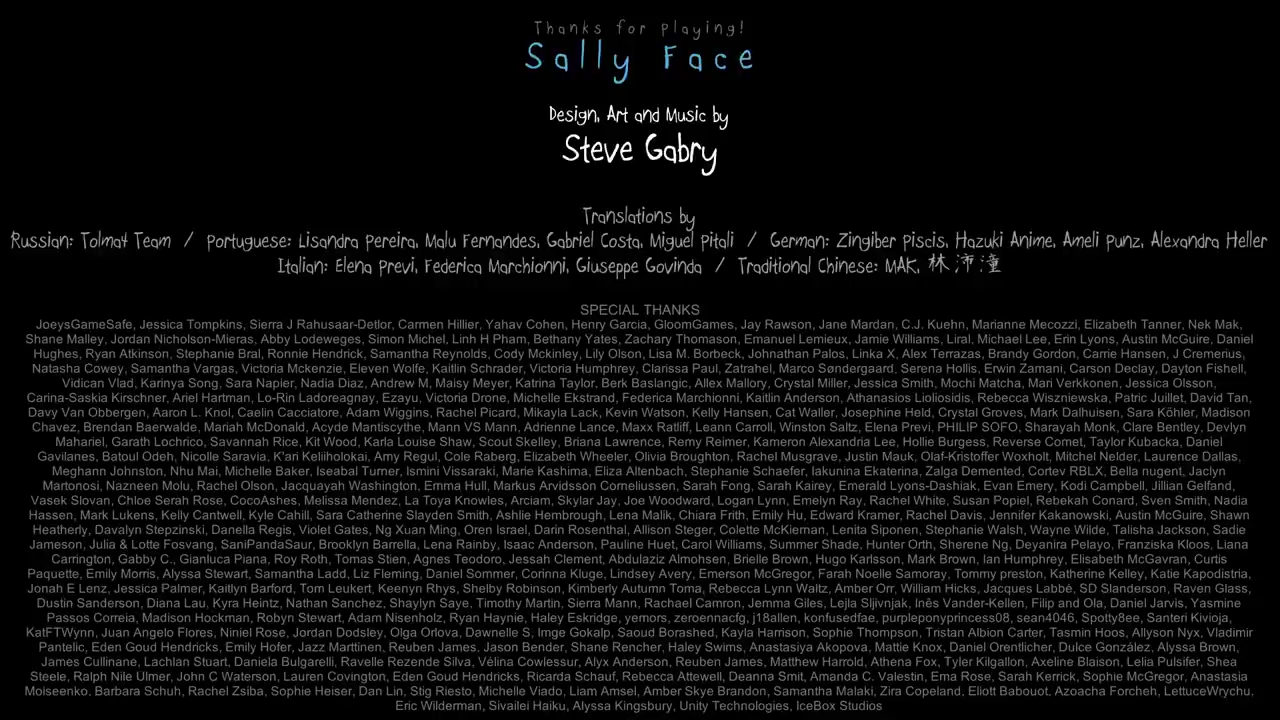 Thanks for playing!
Sally Face
Design, Art and Music by
Steve Gabry
Translations by
Russian: Tolma4 Team / Portuguese: Lisandra Pereira, Malu Fernandes, Gabriel Costa, Miguel Pitali / German: Zingiber Piscis, Hazuki Anime, Ameli Punz, Alexandra Heller
Italian: Elena Previ, Federica Marchionni, Giuseppe Govinda / Traditional Chinese: MAK, 林沛潼
SPECIAL THANKS
JoeysGameSafe, Jessica Tompkins, Sierra J Rahusaar-Detlor, Carmen Hillier, Yahav Cohen, Henry Garcia, GloomGames, Jay Rawson, Jane Mardan, C.J. Kuehn, Marianne Mecozzi, Elizabeth Tanner, Nek Mak,
Shane Malley, Jordan Nicholson-Mieras, Abby Lodeweges, Simon Michel, Linh H Pham, Bethany Yates, Zachary Thomason, Emanuel Lemieux, Jamie Williams, Liral, Michael Lee, Erin Lyons, Austin McGuire, Daniel
Hughes, Ryan Atkinson, Stephanie Bral, Ronnie Hendrick, Samantha Reynolds, Cody Mckinley, Lily Olson, Lisa M. Borbeck, Johnathan Palos, Linka X, Alex Terrazas, Brandy Gordon, Carrie Hansen, J Cremerius,
Natasha Cowey, Samantha Vargas, Victoria Mckenzie, Eleven Wolfe, Kaitlin Schrader, Victoria Humphrey, Clarissa Paul, Zatrahel, Marco Søndergaard, Serena Hollis, Erwin Zamani, Carson Declay, Dayton Fishell,
Vidican Vlad, Karinya Song, Sara Napier, Nadia Diaz, Andrew M, Maisy Meyer, Katrina Taylor, Berk Baslangic, Allex Mallory, Crystal Miller, Jessica Smith, Mochi Matcha, Mari Verkkonen, Jessica Olsson,
Carina-Saskia Kirschner, Ariel Hartman, Lo-Rin Ladoreagnay, Ezayu, Victoria Drone, Michelle Ekstrand, Federica Marchionni, Kaitlin Anderson, Athanasios Lioliosidis, Rebecca Wiszniewska, Patric Juillet, David Tan,
Davy Van Obbergen, Aaron L. Knol, Caelin Cacciatore, Adam Wiggins, Rachel Picard, Mikayla Lack, Kevin Watson, Kelly Hansen, Cat Waller, Josephine Held, Crystal Groves, Mark Dalhuisen, Sara Köhler, Madison
Chavez, Brendan Baerwalde, Mariah McDonald, Acyde Mantiscythe, Mann VS Mann, Adrienne Lance, Maxx Ratliff, Leann Carroll, Winston Saltz, Elena Previ, PHILIP SOFO, Sharayah Monk, Clare Bentley, Devlyn
Mahariel, Garath Lochrico, Savannah Rice, Kit Wood, Karla Louise Shaw, Scout Skelley, Briana Lawrence, Remy Reimer, Kameron Alexandria Lee, Hollie Burgess, Reverse Comet, Taylor Kubacka, Daniel
Gavilanes, Batoul Odeh, Nicolle Saravia, K'ari Keliiholokai, Amy Regul, Cole Raberg, Elizabeth Wheeler, Olivia Broughton, Rachel Musgrave, Justin Mauk, Olaf-Kristoffer Woxholt, Mitchel Nelder, Laurence Dallas,
Meghann Johnston, Nhu Mai, Michelle Baker, Iseabal Turner, Ismini Vissaraki, Marie Kashima, Eliza Altenbach, Stephanie Schaefer, Iakunina Ekaterina, Zalga Demented, Cortev RBLX, Bella nugent, Jaclyn
Martonosi, Nazneen Molu, Rachel Olson, Jacquayah Washington, Emma Hull, Markus Arvidsson Corneliussen, Sarah Fong, Sarah Kairey, Emerald Lyons-Dashiak, Evan Emery, Kodi Campbell, Jillian Gelfand,
Vasek Slovan, Chloe Serah Rose, CocoAshes, Melissa Mendez, La Toya Knowles, Arciam, Skylar Jay, Joe Woodward, Logan Lynn, Emelyn Ray, Rachel White, Susan Popiel, Rebekah Conard, Sven Smith, Nadia
Hassen, Mark Lukens, Kelly Cantwell, Kyle Cahill, Sara Catherine Slayden Smith, Ashlie Hembrough, Lena Malik, Chiara Frith, Emily Hu, Edward Kramer, Rachel Davis, Jennifer Kakanowski, Austin McGuire, Shawn
Heatherly, Davalyn Stepzinski, Danella Regis, Violet Gates, Ng Xuan Ming, Oren Israel, Darin Rosenthal, Allison Steger, Colette McKiernan, Lenita Siponen, Stephanie Walsh, Wayne Wilde, Talisha Jackson, Sadie
Jameson, Julia & Lotte Fosvang, SaniPandaSaur, Brooklyn Barrella, Lena Rainby, Isaac Anderson, Pauline Huet, Carol Williams, Summer Shade, Hunter Orth, Sherene Ng, Deyanira Pelayo, Franziska Kloos, Liana
Carrington, Gabby C., Gianluca Piana, Roy Roth, Tomas Stien, Agnes Teodoro, Jessah Clement, Abdulaziz Almohsen, Brielle Brown, Hugo Karlsson, Mark Brown, Ian Humphrey, Elisabeth McGavran, Curtis
Paquette, Emily Morris, Alyssa Stewart, Samantha Ladd, Liz Fleming, Daniel Sommer, Corinna Kluge, Lindsey Avery, Emerson McGregor, Farah Noelle Samoray, Tommy preston, Katherine Kelley, Katie Kapodistria,
Jonah E Lenz, Jessica Palmer, Kaitlyn Barford, Tom Leukert, Keenyn Rhys, Shelby Robinson, Kimberly Autumn Toma, Rebecca Lynn Waltz, Amber Orr, William Hicks, Jacques Labbé, SD Slanderson, Raven Glass,
Dustin Sanderson, Diana Lau, Kyra Heintz, Nathan Sanchez, Shaylyn Saye, Timothy Martin, Sierra Mann, Rachael Camron, Jemma Giles, Lejla Sljivnjak, Inês Vander-Kellen, Filip and Ola, Daniel Jarvis, Yasmine
Passos Correia, Madison Hockman, Robyn Stewart, Adam Nisenholz, Ryan Haynie, Haley Eskridge, yemors, zeroennacfg, j18allen, konfusedfae, purpleponyprincess08, sean4046, Spotty8ee, Santeri Kivioja,
KatFTWynn, Juan Angelo Flores, Niniel Rose, Jordan Dodsley, Olga Orlova, Dawnelle S, Imge Gokalp, Saoud Borashed, Kayla Harrison, Sophie Thompson, Tristan Albion Carter, Tasmin Hoos, Allyson Nyx, Vladimir
Pantelic, Eden Goud Hendricks, Emily Hofer, Jazz Marttinen, Reuben James. Jason Bender, Shane Rencher, Haley Swims, Anastasiya Akopova, Mattie Knox, Daniel Orentlicher, Dulce González, Alyssa Brown,
James Cullinane, Lachlan Stuart, Daniela Bulgarelli, Ravelle Rezende Silva, Vélina Cowlessur, Alyx Anderson, Reuben James, Matthew Harrold, Athena Fox, Tyler Kilgallon, Axeline Blaison, Lelia Pulsifer, Shea
Steele, Ralph Nile Ulmer, John C Waterson, Lauren Covington, Eden Goud Hendricks, Ricarda Schauf, Rebecca Attewell, Deanna Smit, Amanda C. Valestin, Ema Rose, Sarah Kerrick, Sophie McGregor, Anastasia
Moiseenko. Barbara Schuh, Rachel Zsiba, Sophie Heiser, Dan Lin, Stig Riesto, Michelle Viado, Liam Amsel, Amber Skye Brandon, Samantha Malaki, Zira Copeland, Eliott Babouot, Azoacha Forcheh, LettuceWrychu,
Eric Wilderman, Sivailei Haiku, Alyssa Kingsbury, Unity Technologies, IceBox Studios